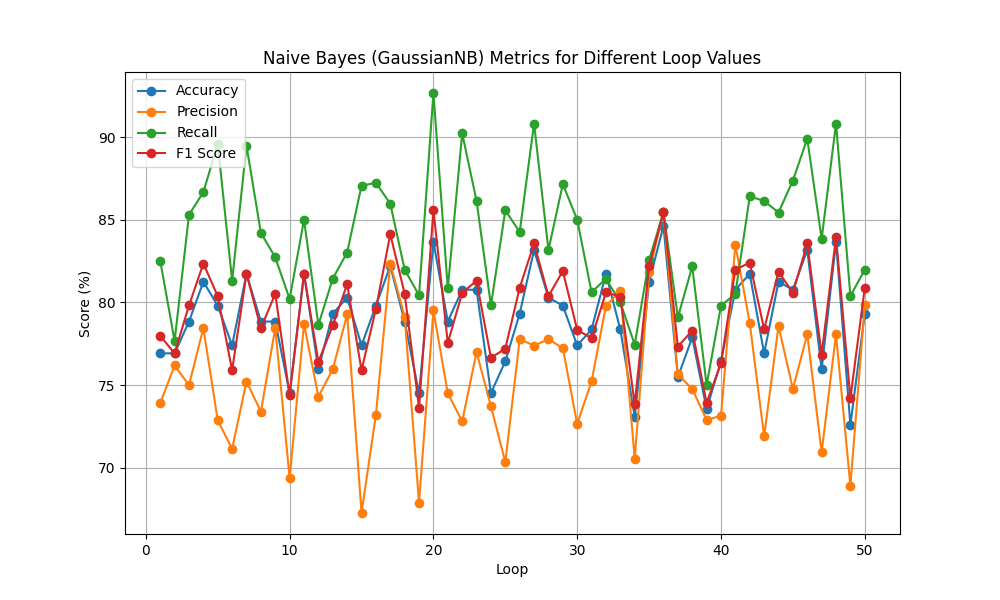 Naive Bayes (GaussianNB) Metrics for Different Loop Values
Accuracy
Precision
Recall
F1 Score
Score (%)
90
85
80
75
70
0 10 20 30 40 50
Loop